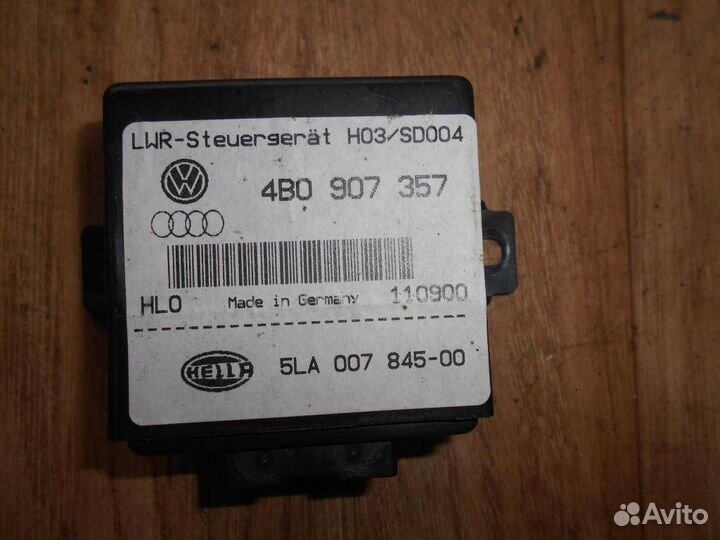 LWR-Steuergerät H03/SD004
4B0 907 357
HLO Made in Germany 110900
HELLA 5LA 007 845-00
Avito